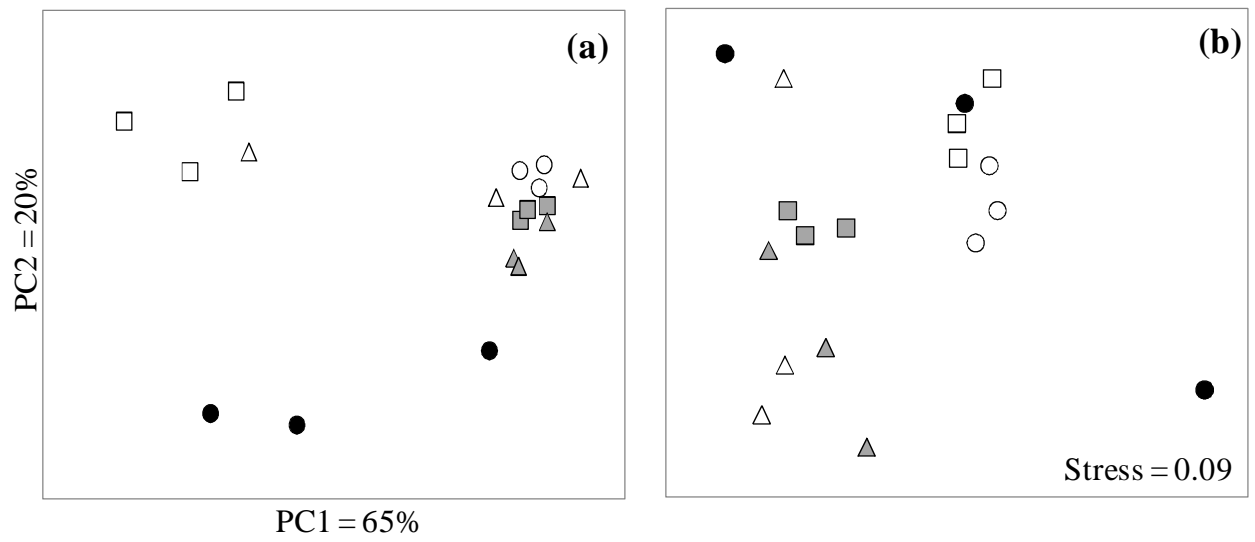 (a)
(b)
PC2 = 20%
Stress = 0.09
PC1 = 65%